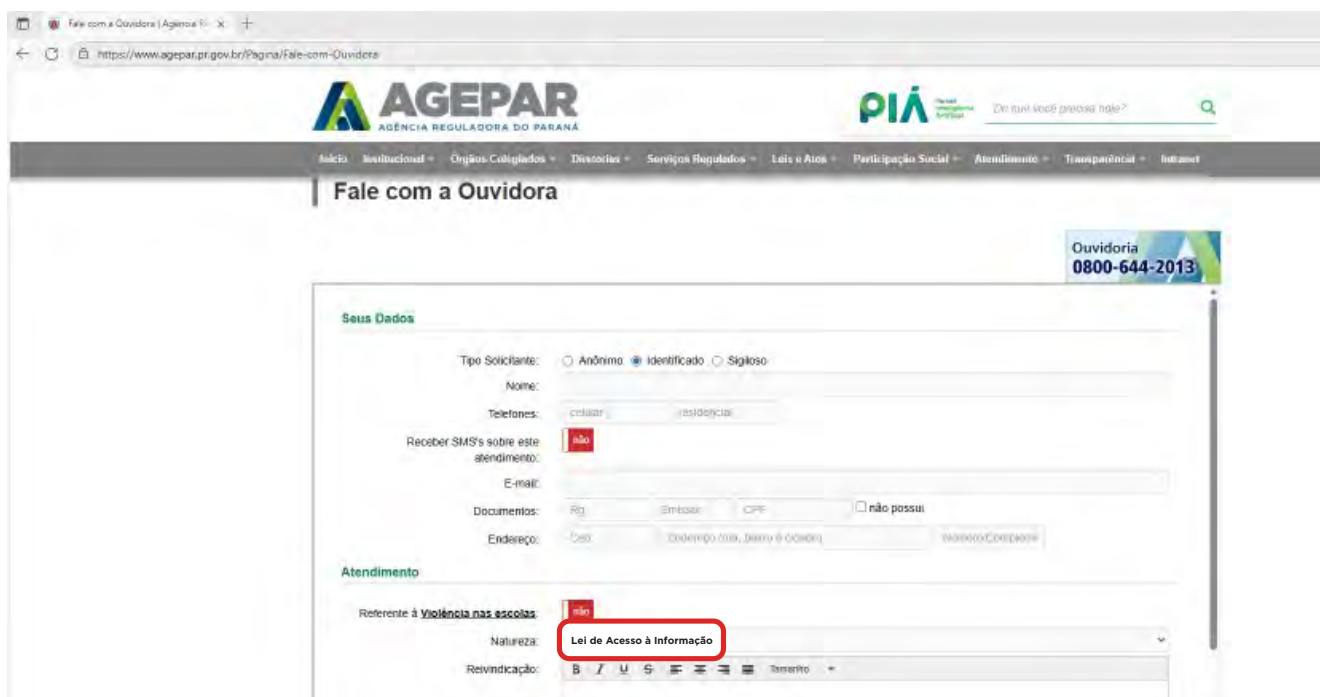 Fale com a Ouvidora | Agência
https://www.agepar.pr.gov.br/Pagina/Fale-com-Ouvidora
AGEPAR
AGÊNCIA REGULADORA DO PARANÁ
PIÁ
De que você precisa hoje?
Início Institucional Órgãos Colegiados Diretorias Serviços Regulados Leis e Atos Participação Social Atendimento Transparência Intranet
Fale com a Ouvidora
Ouvidoria
0800-644-2013
Seus Dados
Tipo Solicitante: Anônimo Identificado Sigiloso
Nome:
Telefones: celular residencial
Receber SMS's sobre este não
atendimento:
E-mail:
Documentos: Rg Emissor CPF não possui
Endereço: Cep Endereço (rua, bairro e cidade)
Atendimento
Referente à Violência nas escolas: não
Natureza: Lei de Acesso à Informação
Reivindicação: B I U S Tamanho